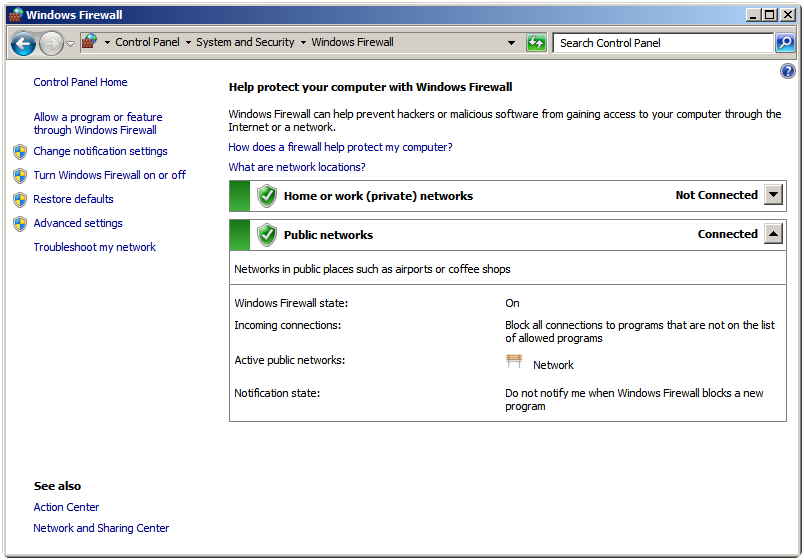 Windows Firewall
Control Panel System and Security Windows Firewall Search Control Panel
Control Panel Home
Allow a program or feature
through Windows Firewall
Change notification settings
Turn Windows Firewall on or off
Restore defaults
Advanced settings
Troubleshoot my network
Help protect your computer with Windows Firewall
Windows Firewall can help prevent hackers or malicious software from gaining access to your computer through the
Internet or a network.
How does a firewall help protect my computer?
What are network locations?
Home or work (private) networks Not Connected
Public networks Connected
Networks in public places such as airports or coffee shops
Windows Firewall state: On
Incoming connections: Block all connections to programs that are not on the list
of allowed programs
Active public networks: Network
Notification state: Do not notify me when Windows Firewall blocks a new
program
See also
Action Center
Network and Sharing Center